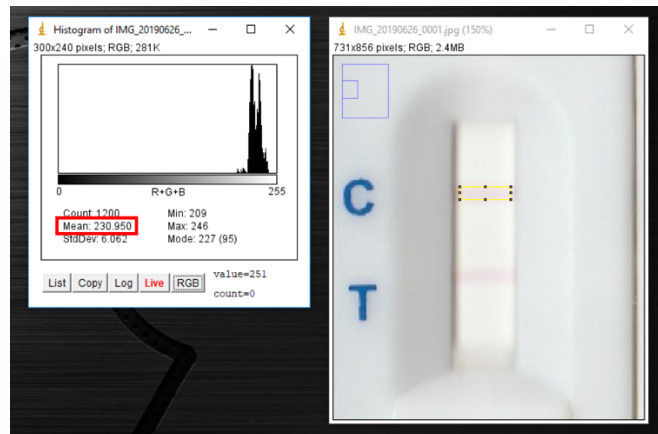 Histogram of IMG_20190626_...
300x240 pixels; RGB; 281K
0 R+G+B 255
Count: 1200 Min: 209
Mean: 230.950 Max: 246
StdDev: 6.062 Mode: 227 (95)
List Copy Log Live RGB value=251
count=0
IMG_20190626_0001.jpg (150%)
731x856 pixels; RGB; 2.4MB
C
T